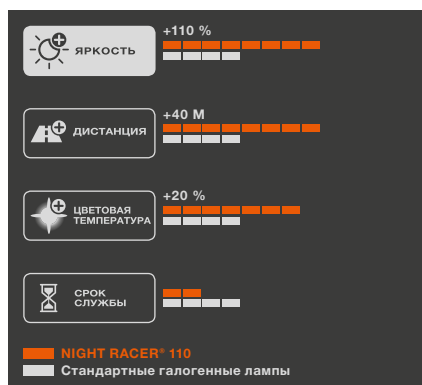 +110 %
ЯРКОСТЬ
+40 М
ДИСТАНЦИЯ
+20 %
ЦВЕТОВАЯ
ТЕМПЕРАТУРА
СРОК
СЛУЖБЫ
NIGHT RACER® 110
Стандартные галогенные лампы